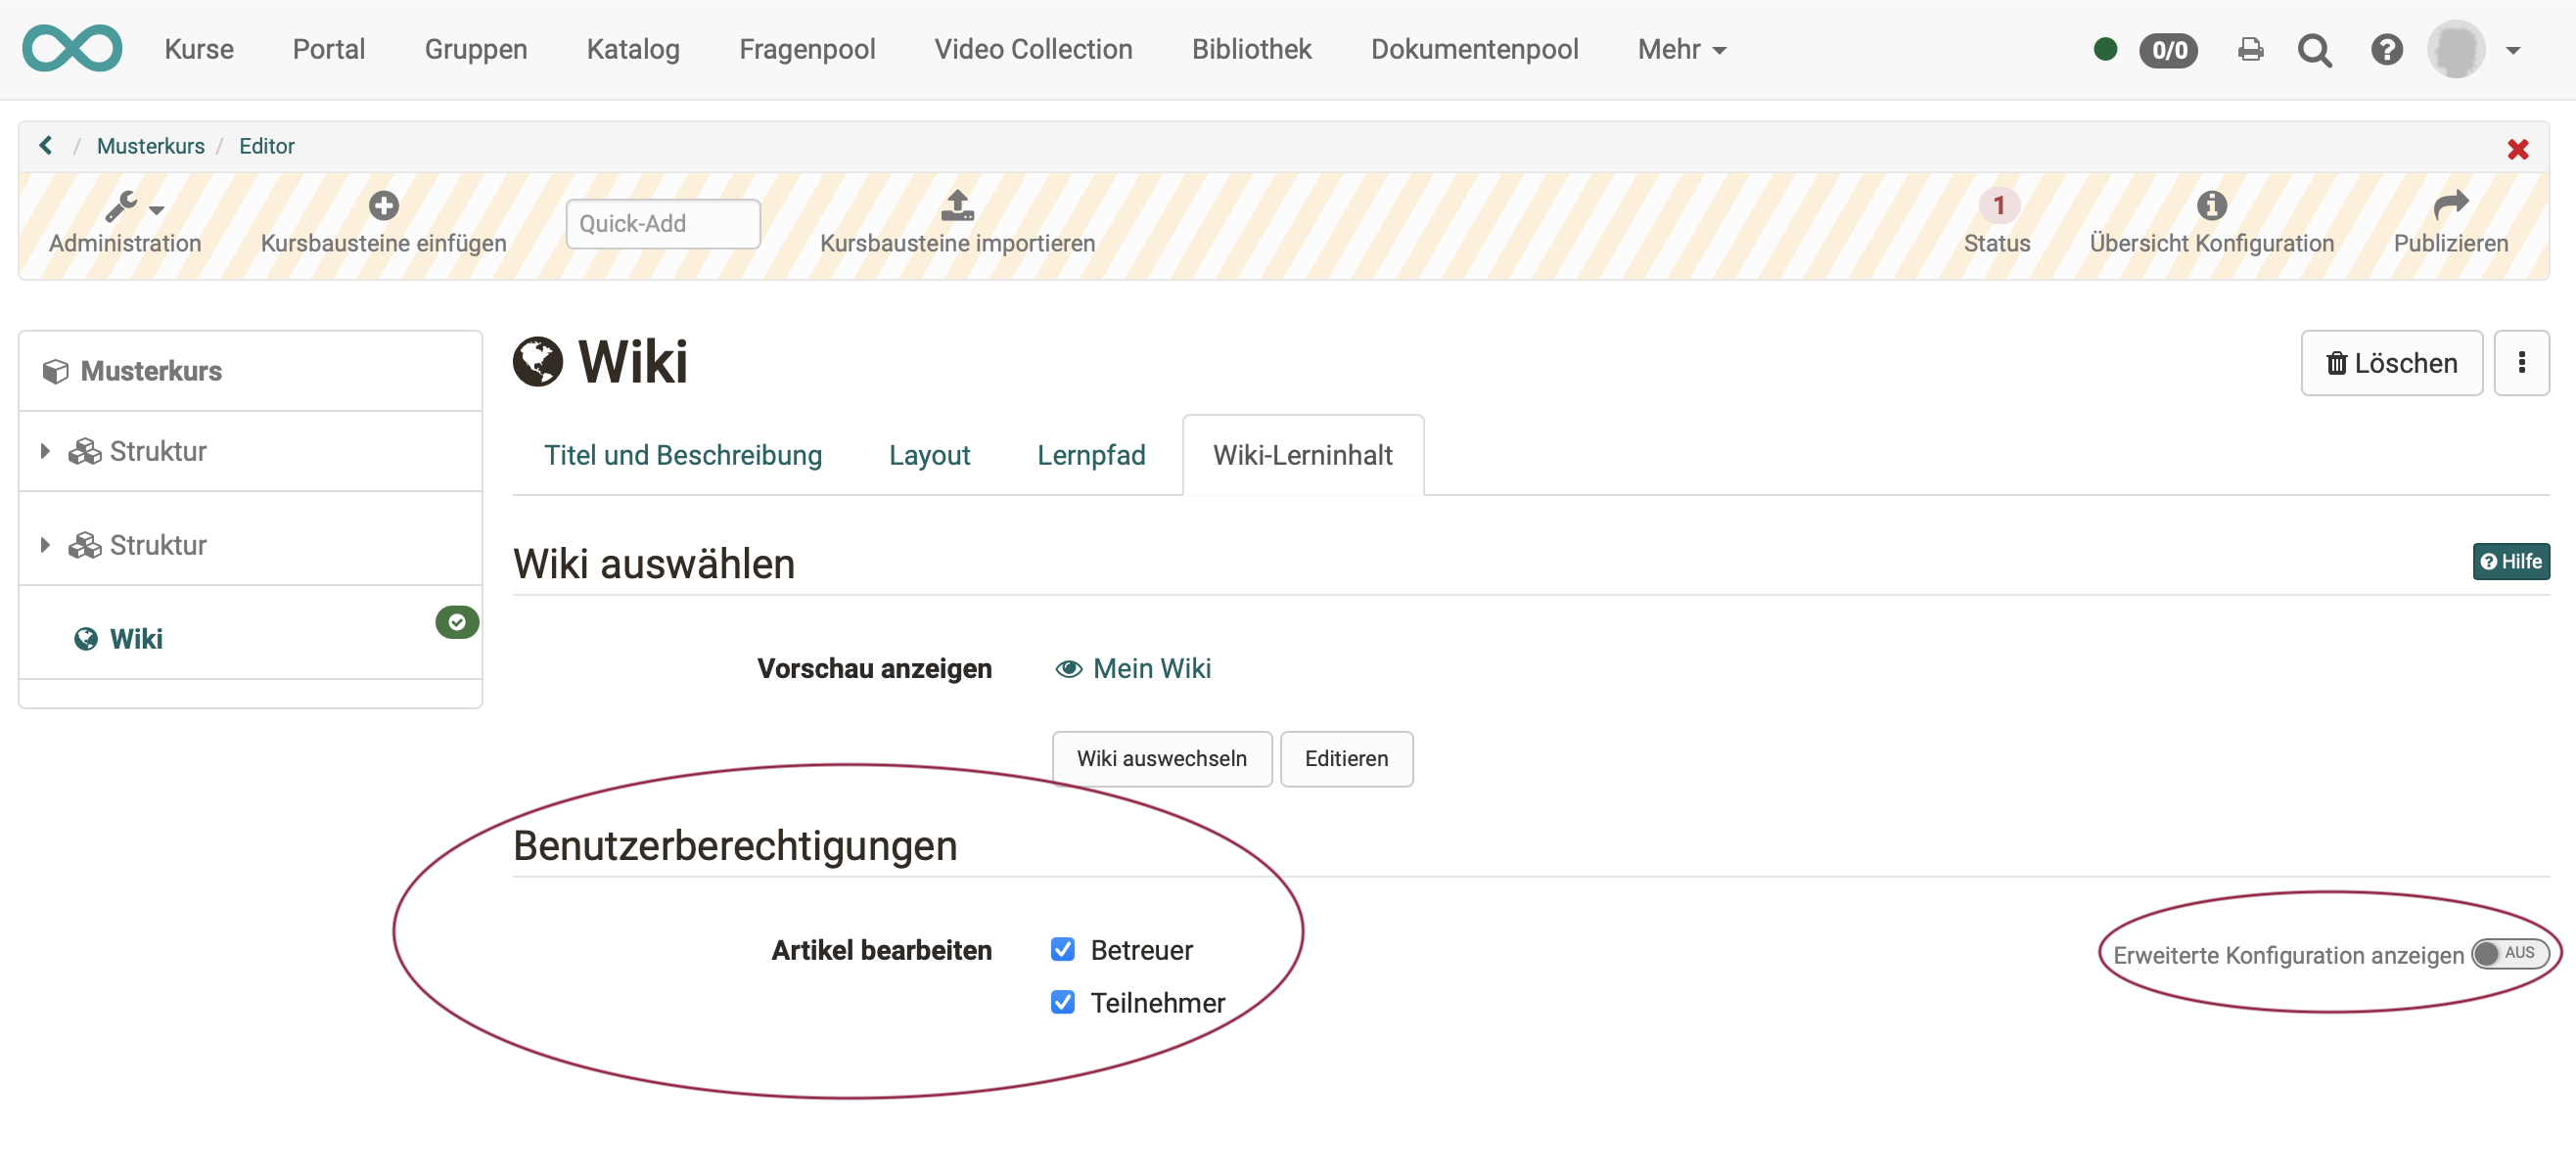 Kurse Portal Gruppen Katalog Fragenpool Video Collection Bibliothek Dokumentenpool Mehr 0/0
/ Musterkurs / Editor
Administration Kursbausteine einfügen Quick-Add Kursbausteine importieren 1 Status Übersicht Konfiguration Publizieren
Musterkurs
Struktur
Struktur
Wiki
Wiki
Löschen
Titel und Beschreibung Layout Lernpfad Wiki-Lerninhalt
Wiki auswählen
Hilfe
Vorschau anzeigen Mein Wiki
Wiki auswechseln Editieren
Benutzerberechtigungen
Artikel bearbeiten Betreuer
Teilnehmer
Erweiterte Konfiguration anzeigen AUS